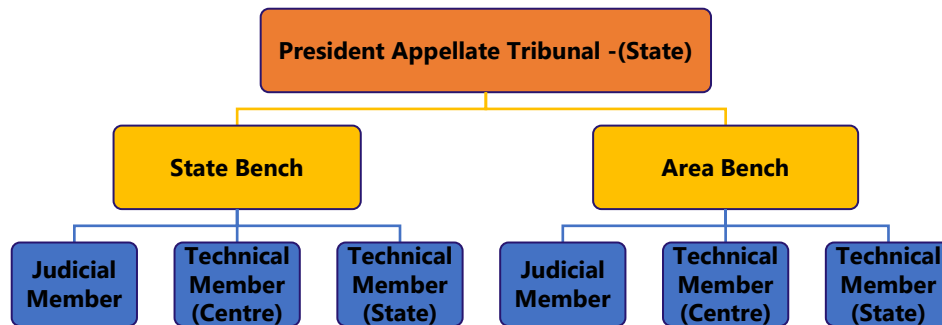 President Appellate Tribunal -(State)
State Bench
Area Bench
Judicial
Member
Technical
Member
(Centre)
Technical
Member
(State)
Judicial
Member
Technical
Member
(Centre)
Technical
Member
(State)